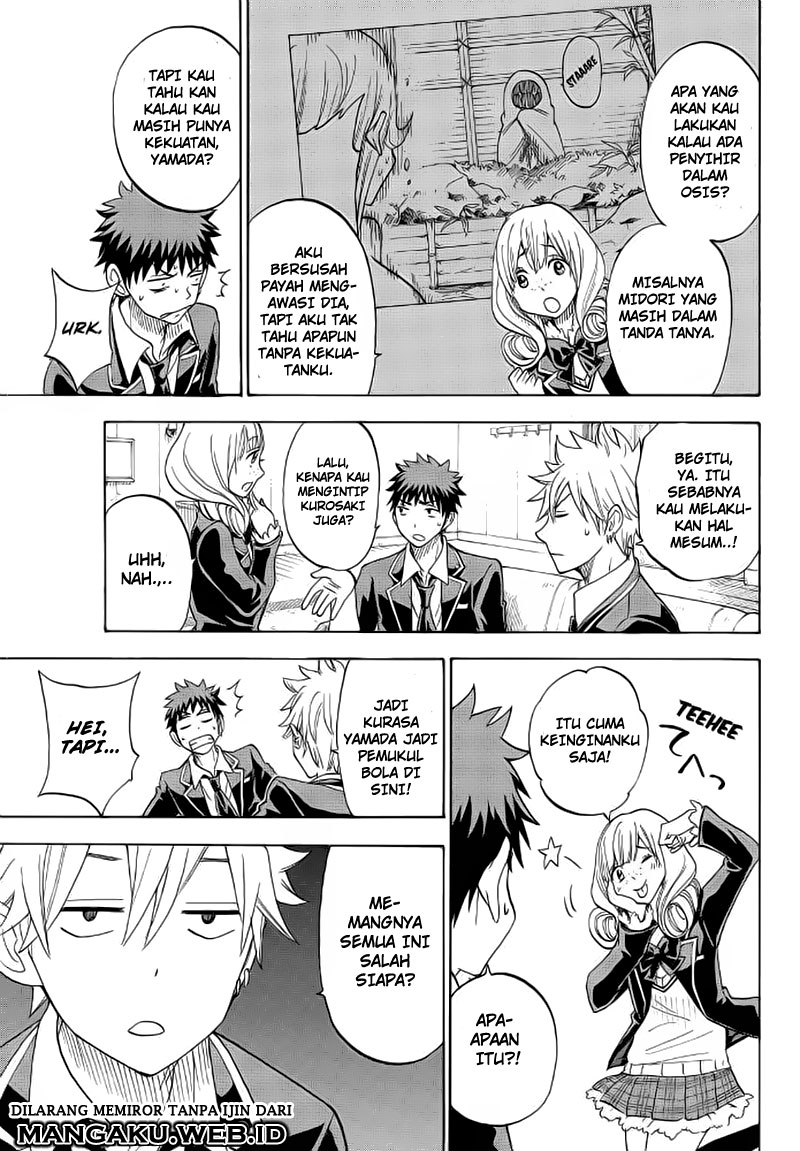 STAAARE
APA YANG
AKAN KAU
LAKUKAN
KALAU ADA
PENYIHIR
DALAM
OSIS?
MISALNYA
MIDORI YANG
MASIH DALAM
TANDA TANYA.
AKU
BERSUSAH
PAYAH MENG-
AWASI DIA,
TAPI AKU TAK
TAHU APAPUN
TANPA KEKUA-
TANKU.
TAPI KAU
TAHU KAN
KALAU KAU
MASIH PUNYA
KEKUATAN,
YAMADA?
URK.
BEGITU,
YA. ITU
SEBABNYA
KAU MELAKU-
KAN HAL
MESUM..!
LALU,
KENAPA KAU
MENGINTIP
KUROSAKI
JUGA?
UHH,
NAH.,..
TEEHEE
てへっ
ITU CUMA
KEINGINANKU
SAJA!
APA-
APAAN
ITU?!
JADI
KURASA
YAMADA JADI
PEMUKUL
BOLA DI
SINI!
HEI,
TAPI...
ME-
MANGNYA
SEMUA INI
SALAH
SIAPA?
DILARANG MEMIROR TANPA IJIN DARI
MANGAKU.WEB.ID